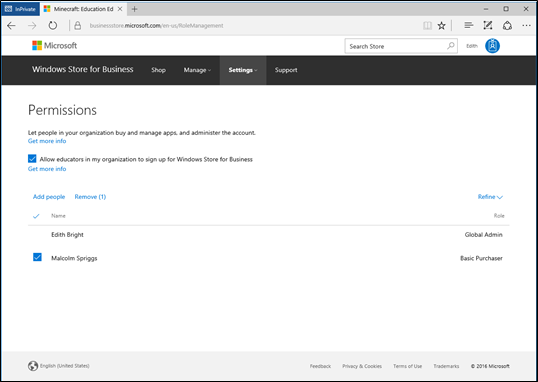 InPrivate
Minecraft: Education Ed
businessstore.microsoft.com/en-us/RoleManagement
Microsoft
Search Store
Edith
Windows Store for Business
Shop
Manage
Settings
Support
Permissions
Let people in your organization buy and manage apps, and administer the account.
Get more info
Allow educators in my organization to sign up for Windows Store for Business
Get more info
Add people
Remove (1)
Refine
Name
Role
Edith Bright
Global Admin
Malcolm Spriggs
Basic Purchaser
English (United States)
Feedback
Privacy & Cookies
Terms of Use
Trademarks
© 2016 Microsoft